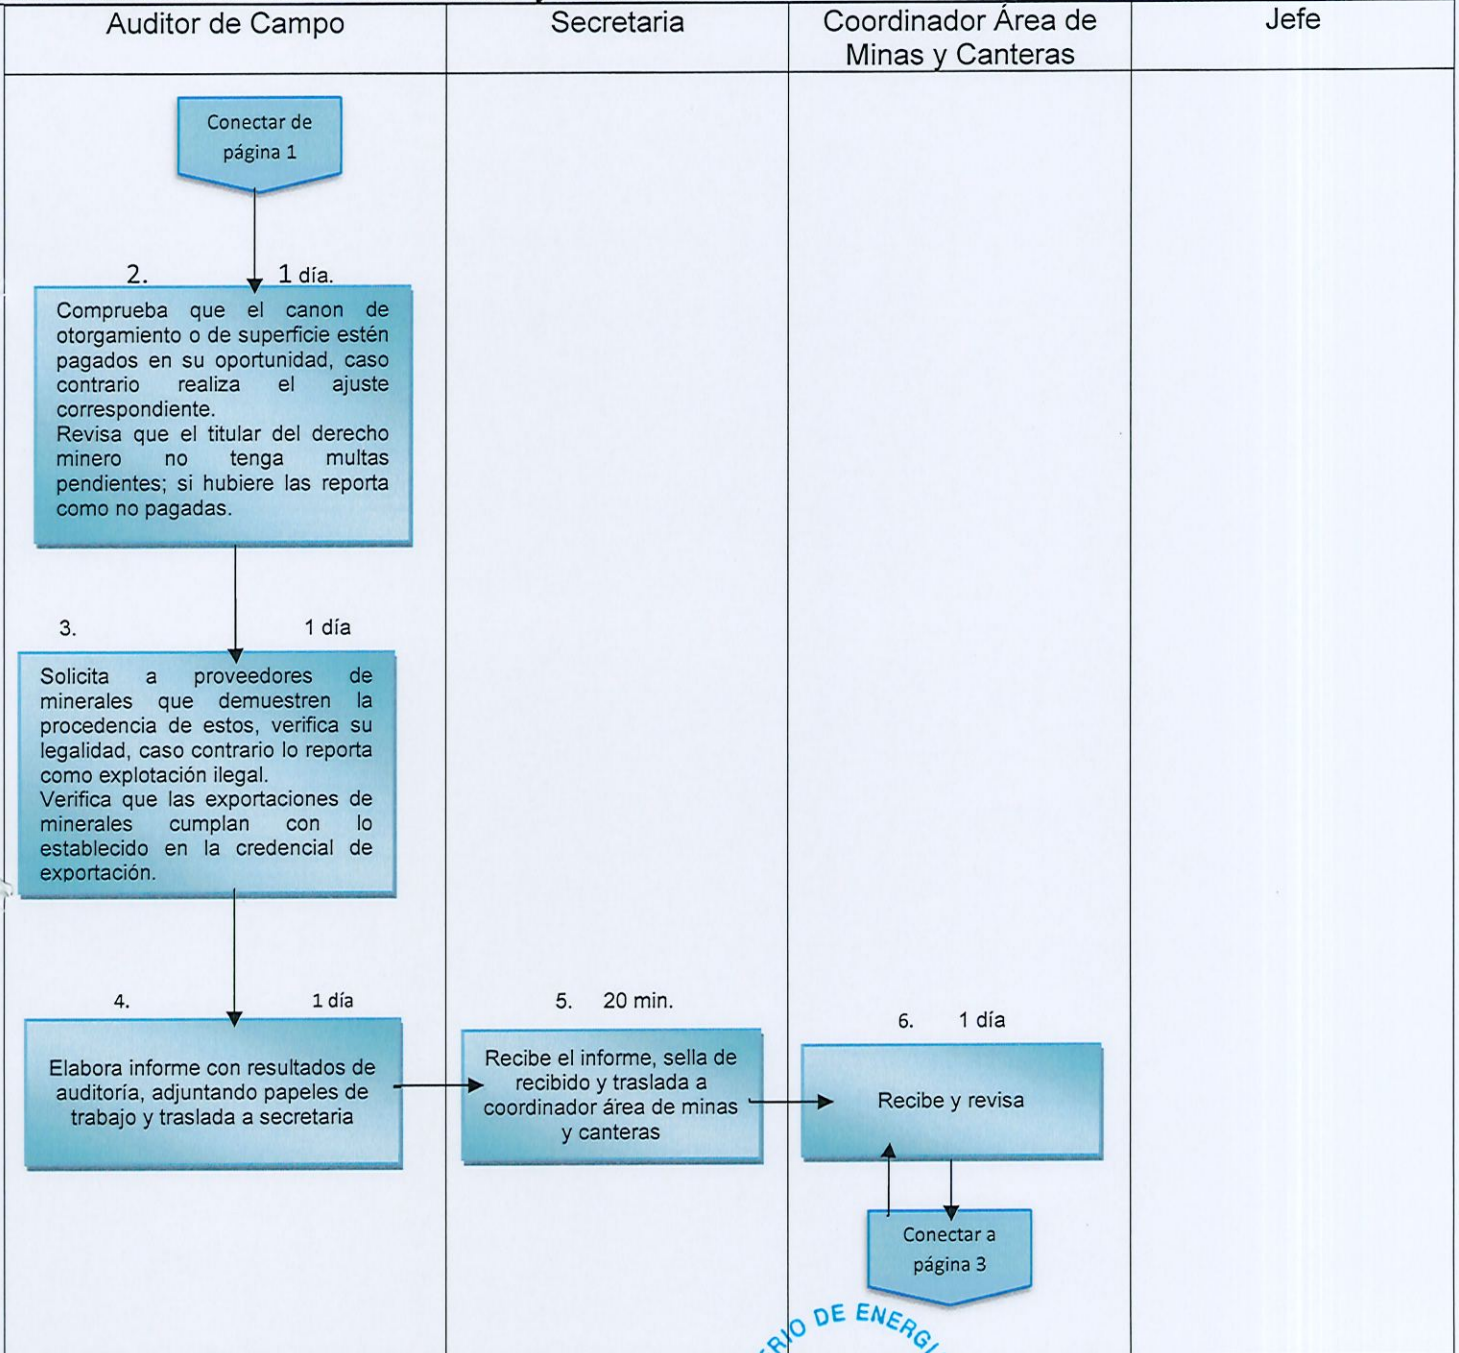 Auditor de Campo
Secretaria
Coordinador Área de
Minas y Canteras
Jefe
Conectar de
página 1
2. 1 día.
Comprueba que el canon de
otorgamiento o de superficie estén
pagados en su oportunidad, caso
contrario realiza el ajuste
correspondiente.
Revisa que el titular del derecho
minero no tenga multas
pendientes; si hubiere las reporta
como no pagadas.
3. 1 día
Solicita a proveedores de
minerales que demuestren la
procedencia de estos, verifica su
legalidad, caso contrario lo reporta
como explotación ilegal.
Verifica que las exportaciones de
minerales cumplan con lo
establecido en la credencial de
exportación.
4. 1 día
Elabora informe con resultados de
auditoría, adjuntando papeles de
trabajo y traslada a secretaria
5. 20 min.
Recibe el informe, sella de
recibido y traslada a
coordinador área de minas
y canteras
6. 1 día
Recibe y revisa
Conectar a
página 3
DE